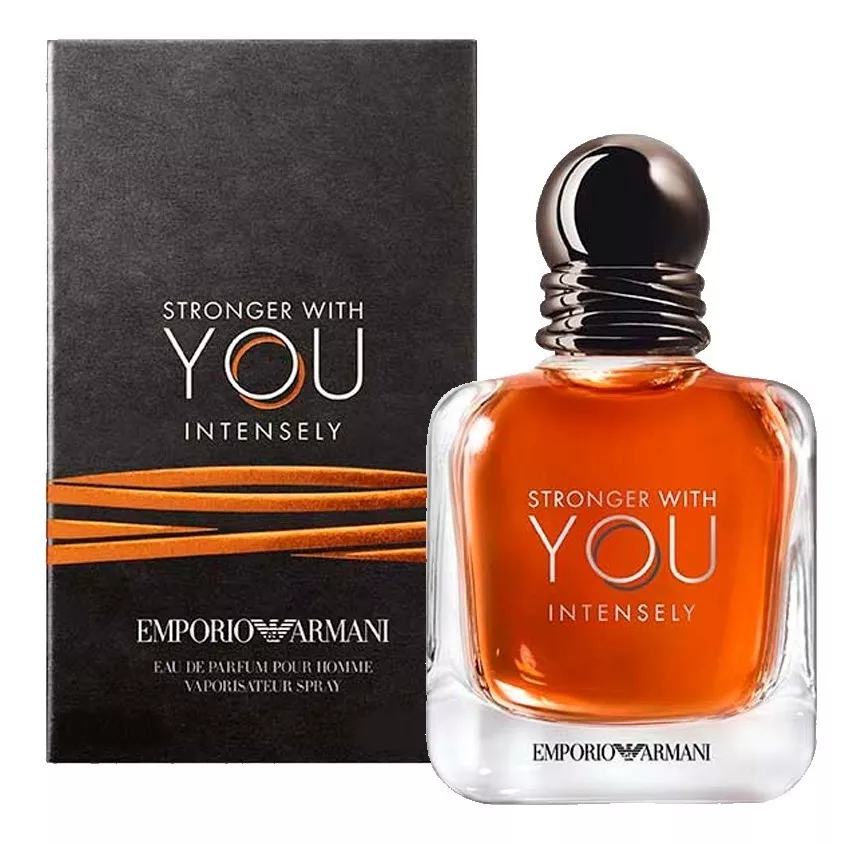 STRONGER WITH
YOU
INTENSELY
EMPORIO ARMANI
EAU DE PARFUM POUR HOMME
VAPORISATEUR SPRAY
STRONGER WITH
YOU
INTENSELY
EMPORIO ARMANI